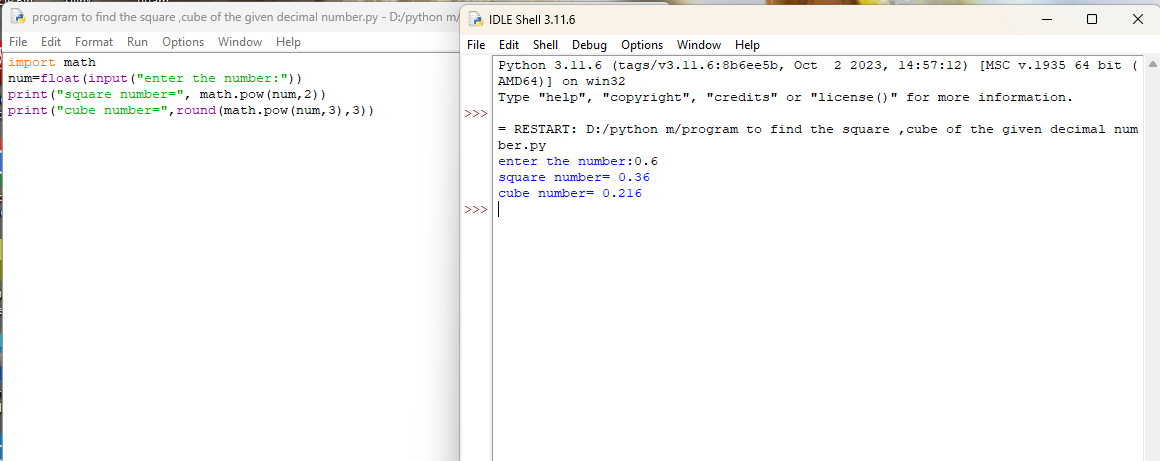 program to find the square ,cube of the given decimal number.py - D:/python m/
File Edit Format Run Options Window Help
import math
num=float(input("enter the number:"))
print("square number=", math.pow(num,2))
print("cube number=",round(math.pow(num,3),3))
IDLE Shell 3.11.6
File Edit Shell Debug Options Window Help
Python 3.11.6 (tags/v3.11.6:8b6ee5b, Oct  2 2023, 14:57:12) [MSC v.1935 64 bit (
AMD64)] on win32
Type "help", "copyright", "credits" or "license()" for more information.
>>>
= RESTART: D:/python m/program to find the square ,cube of the given decimal num
ber.py
enter the number:0.6
square number= 0.36
cube number= 0.216
>>>